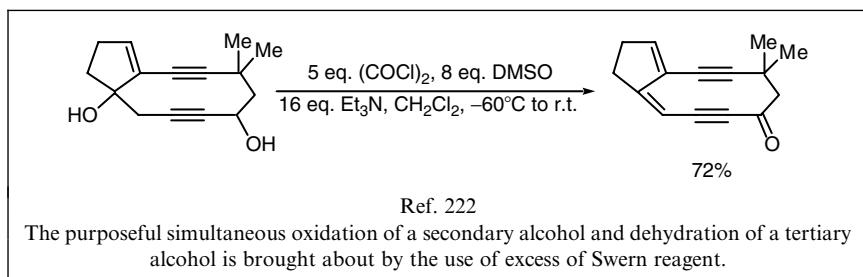 Me
Me
5 eq. (COCl)2, 8 eq. DMSO
16 eq. Et3N, CH2Cl2, –60°C to r.t.
HO
OH
Me
Me
O
72%
Ref. 222
The purposeful simultaneous oxidation of a secondary alcohol and dehydration of a tertiary
alcohol is brought about by the use of excess of Swern reagent.